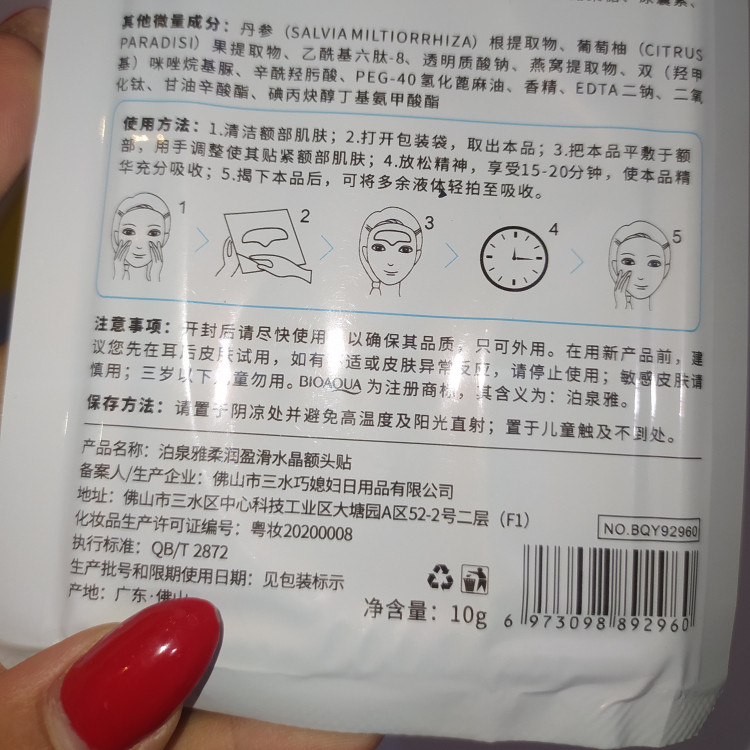 其他微量成分：丹参（SALVIA MILTIORRHIZA）根提取物、葡萄柚（CITRUS
PARADISI）果提取物、乙酰基六肽-8、透明质酸钠、燕窝提取物、双（羟甲
基）咪唑烷基脲、辛酰羟肟酸、PEG-40氢化蓖麻油、香精、EDTA二钠、二氧
化钛、甘油辛酸酯、碘丙炔醇丁基氨甲酸酯
使用方法：1.清洁额部肌肤；2.打开包装袋，取出本品；3.把本品平敷于额
部，用手调整使其贴紧额部肌肤；4.放松精神，享受15-20分钟，使本品精
华充分吸收；5.揭下本品后，可将多余液体轻拍至吸收。
1
2
3
4
5
注意事项：开封后请尽快使用，以确保其品质，只可外用。在用新产品前，建
议您先在耳后皮肤试用，如有不适或皮肤异常反应，请停止使用；敏感皮肤请
慎用；三岁以下儿童勿用。BIOAQUA 为注册商标，其含义为：泊泉雅。
保存方法：请置于阴凉处并避免高温度及阳光直射；置于儿童触及不到处。
产品名称：泊泉雅柔润盈滑水晶额头贴
备案人/生产企业：佛山市三水巧媳妇日用品有限公司
地址：佛山市三水区中心科技工业区大塘园A区52-2号二层（F1）
化妆品生产许可证编号：粤妆20200008
执行标准：QB/T 2872
生产批号和限期使用日期：见包装标示
产地：广东·佛山
净含量：10g
NO.BQY92960
6 973098 892960